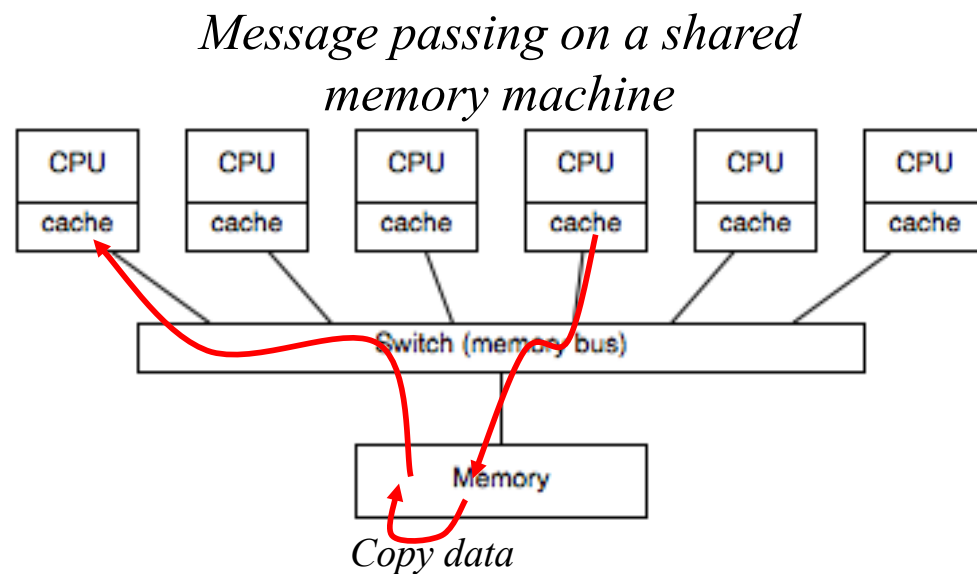 Message passing on a shared
memory machine
CPU CPU CPU CPU CPU CPU
cache cache cache cache cache cache
Switch (memory bus)
Memory
Copy data